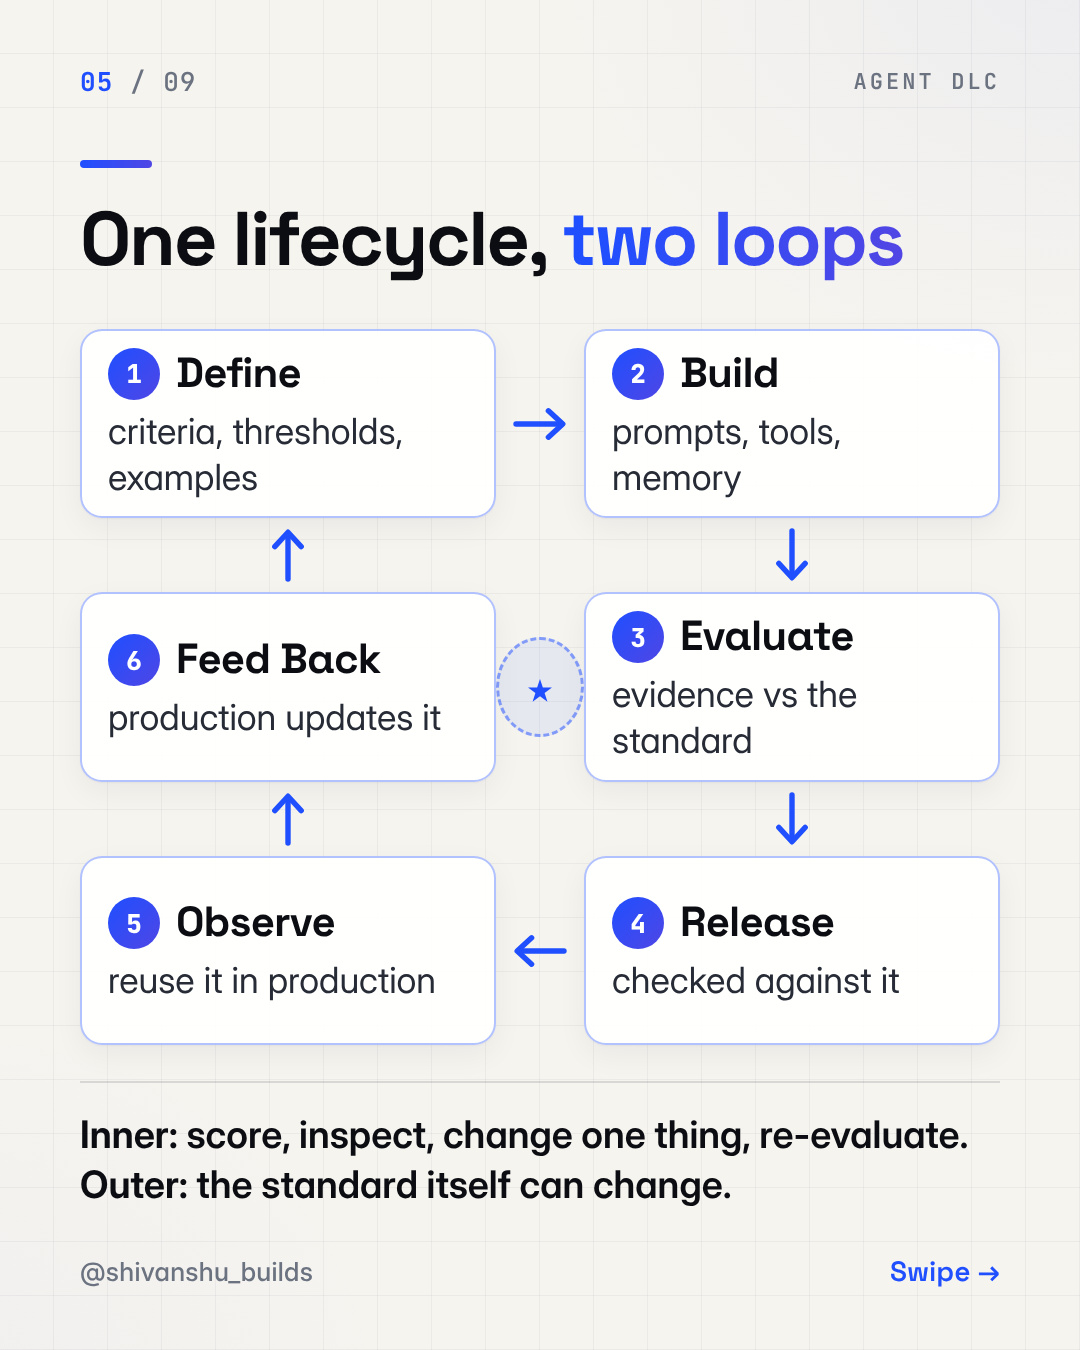 05 / 09
AGENT DLC
One lifecycle, two loops
1 Define
criteria, thresholds,
examples
2 Build
prompts, tools,
memory
3 Evaluate
evidence vs the
standard
4 Release
checked against it
5 Observe
reuse it in production
6 Feed Back
production updates it
Inner: score, inspect, change one thing, re-evaluate.
Outer: the standard itself can change.
@shivanshu_builds
Swipe →